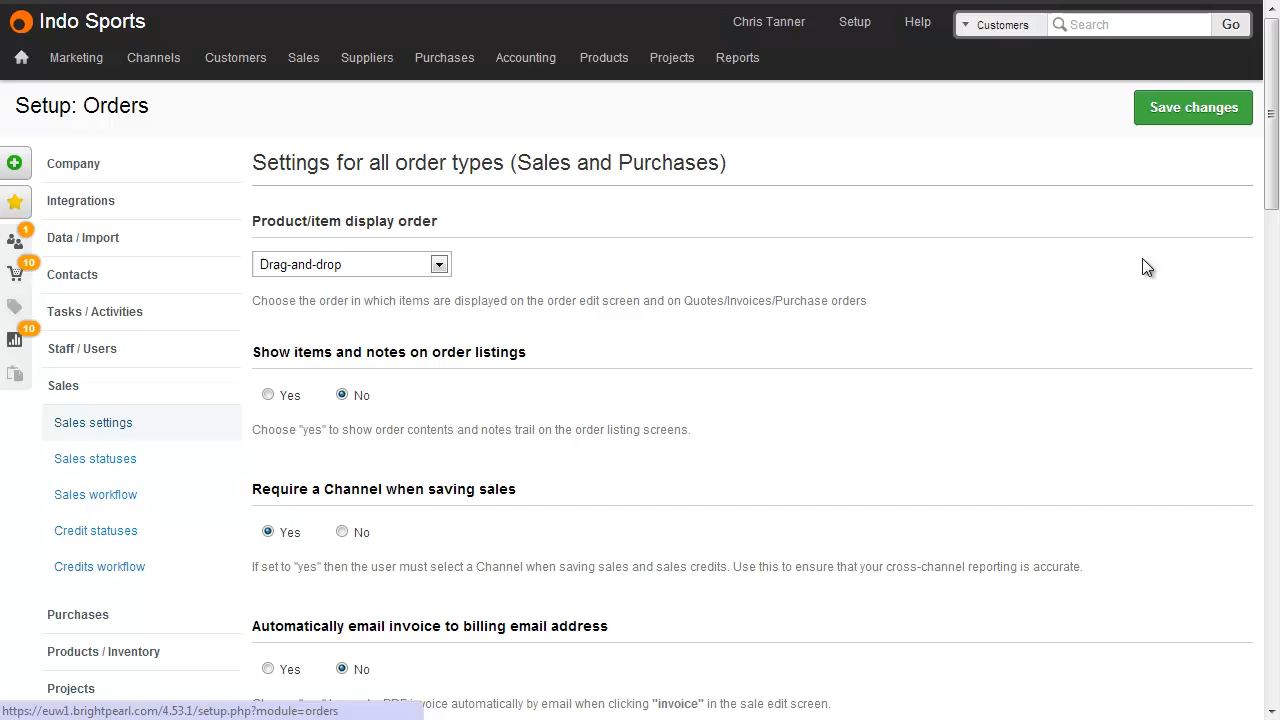 Indo Sports
Chris Tanner Setup Help Customers Search Go
Marketing Channels Customers Sales Suppliers Purchases Accounting Products Projects Reports
Setup: Orders
Save changes
Company
Integrations
Data / Import
Contacts
Tasks / Activities
Staff / Users
Sales
Sales settings
Sales statuses
Sales workflow
Credit statuses
Credits workflow
Purchases
Products / Inventory
Projects
1
10
10
Settings for all order types (Sales and Purchases)
Product/item display order
Drag-and-drop
Choose the order in which items are displayed on the order edit screen and on Quotes/Invoices/Purchase orders
Show items and notes on order listings
Yes No
Choose "yes" to show order contents and notes trail on the order listing screens.
Require a Channel when saving sales
Yes No
If set to "yes" then the user must select a Channel when saving sales and sales credits. Use this to ensure that your cross-channel reporting is accurate.
Automatically email invoice to billing email address
Yes No
invoice automatically by email when clicking "invoice" in the sale edit screen.
https://euw1.brightpearl.com/4.53.1/setup.php?module=orders